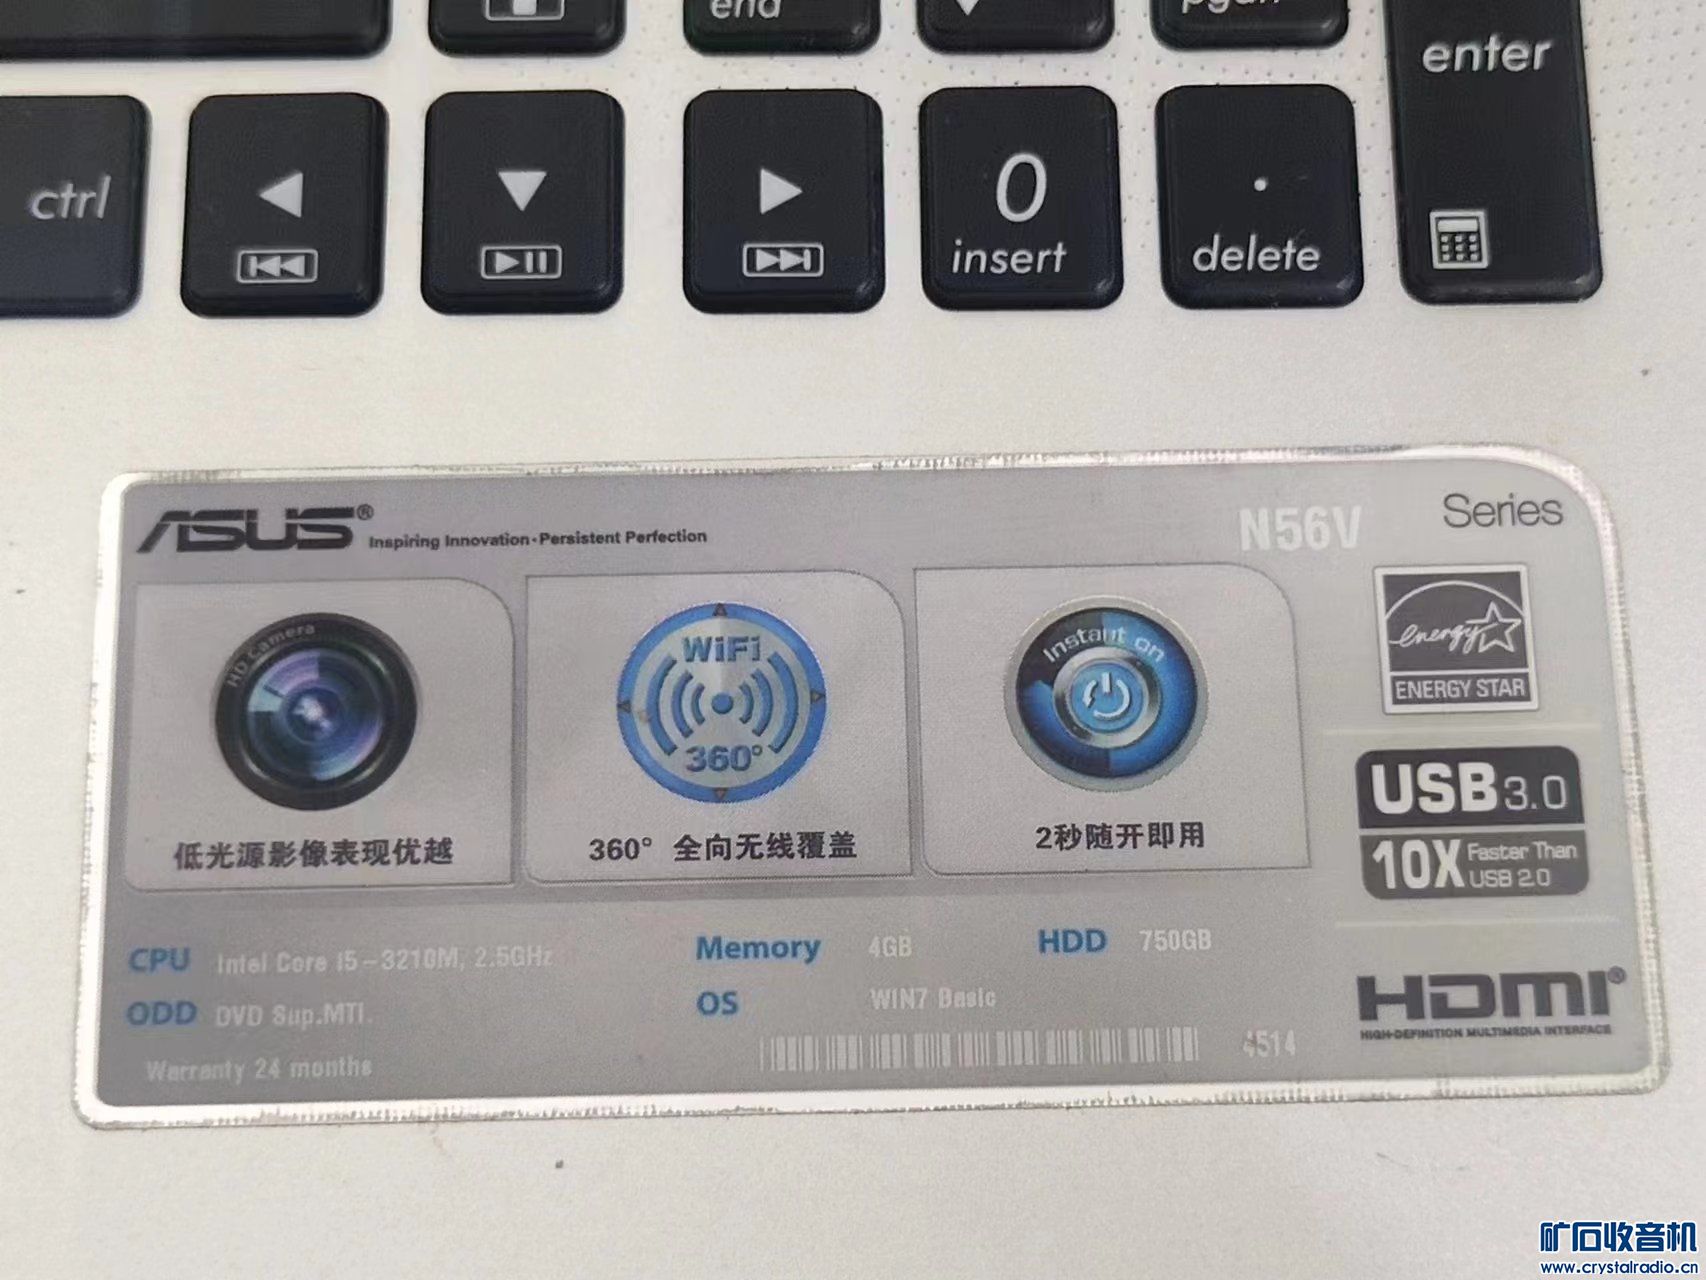 end
pgdn
enter
ctrl
0
insert
.
delete
ASUS® Inspiring Innovation·Persistent Perfection
N56V Series
HD Camera
WiFi
360°
Instant on
energy
ENERGY STAR
低光源影像表现优越
360° 全向无线覆盖
2秒随开即用
USB 3.0
10X Faster Than
USB 2.0
CPU Intel Core i5-3210M, 2.5GHz
Memory 4GB
HDD 750GB
ODD DVD Sup.MTI.
OS WIN7 Basic
Warranty 24 months
4514
HDMI®
HIGH-DEFINITION MULTIMEDIA INTERFACE
矿石收音机
www.crystalradio.cn